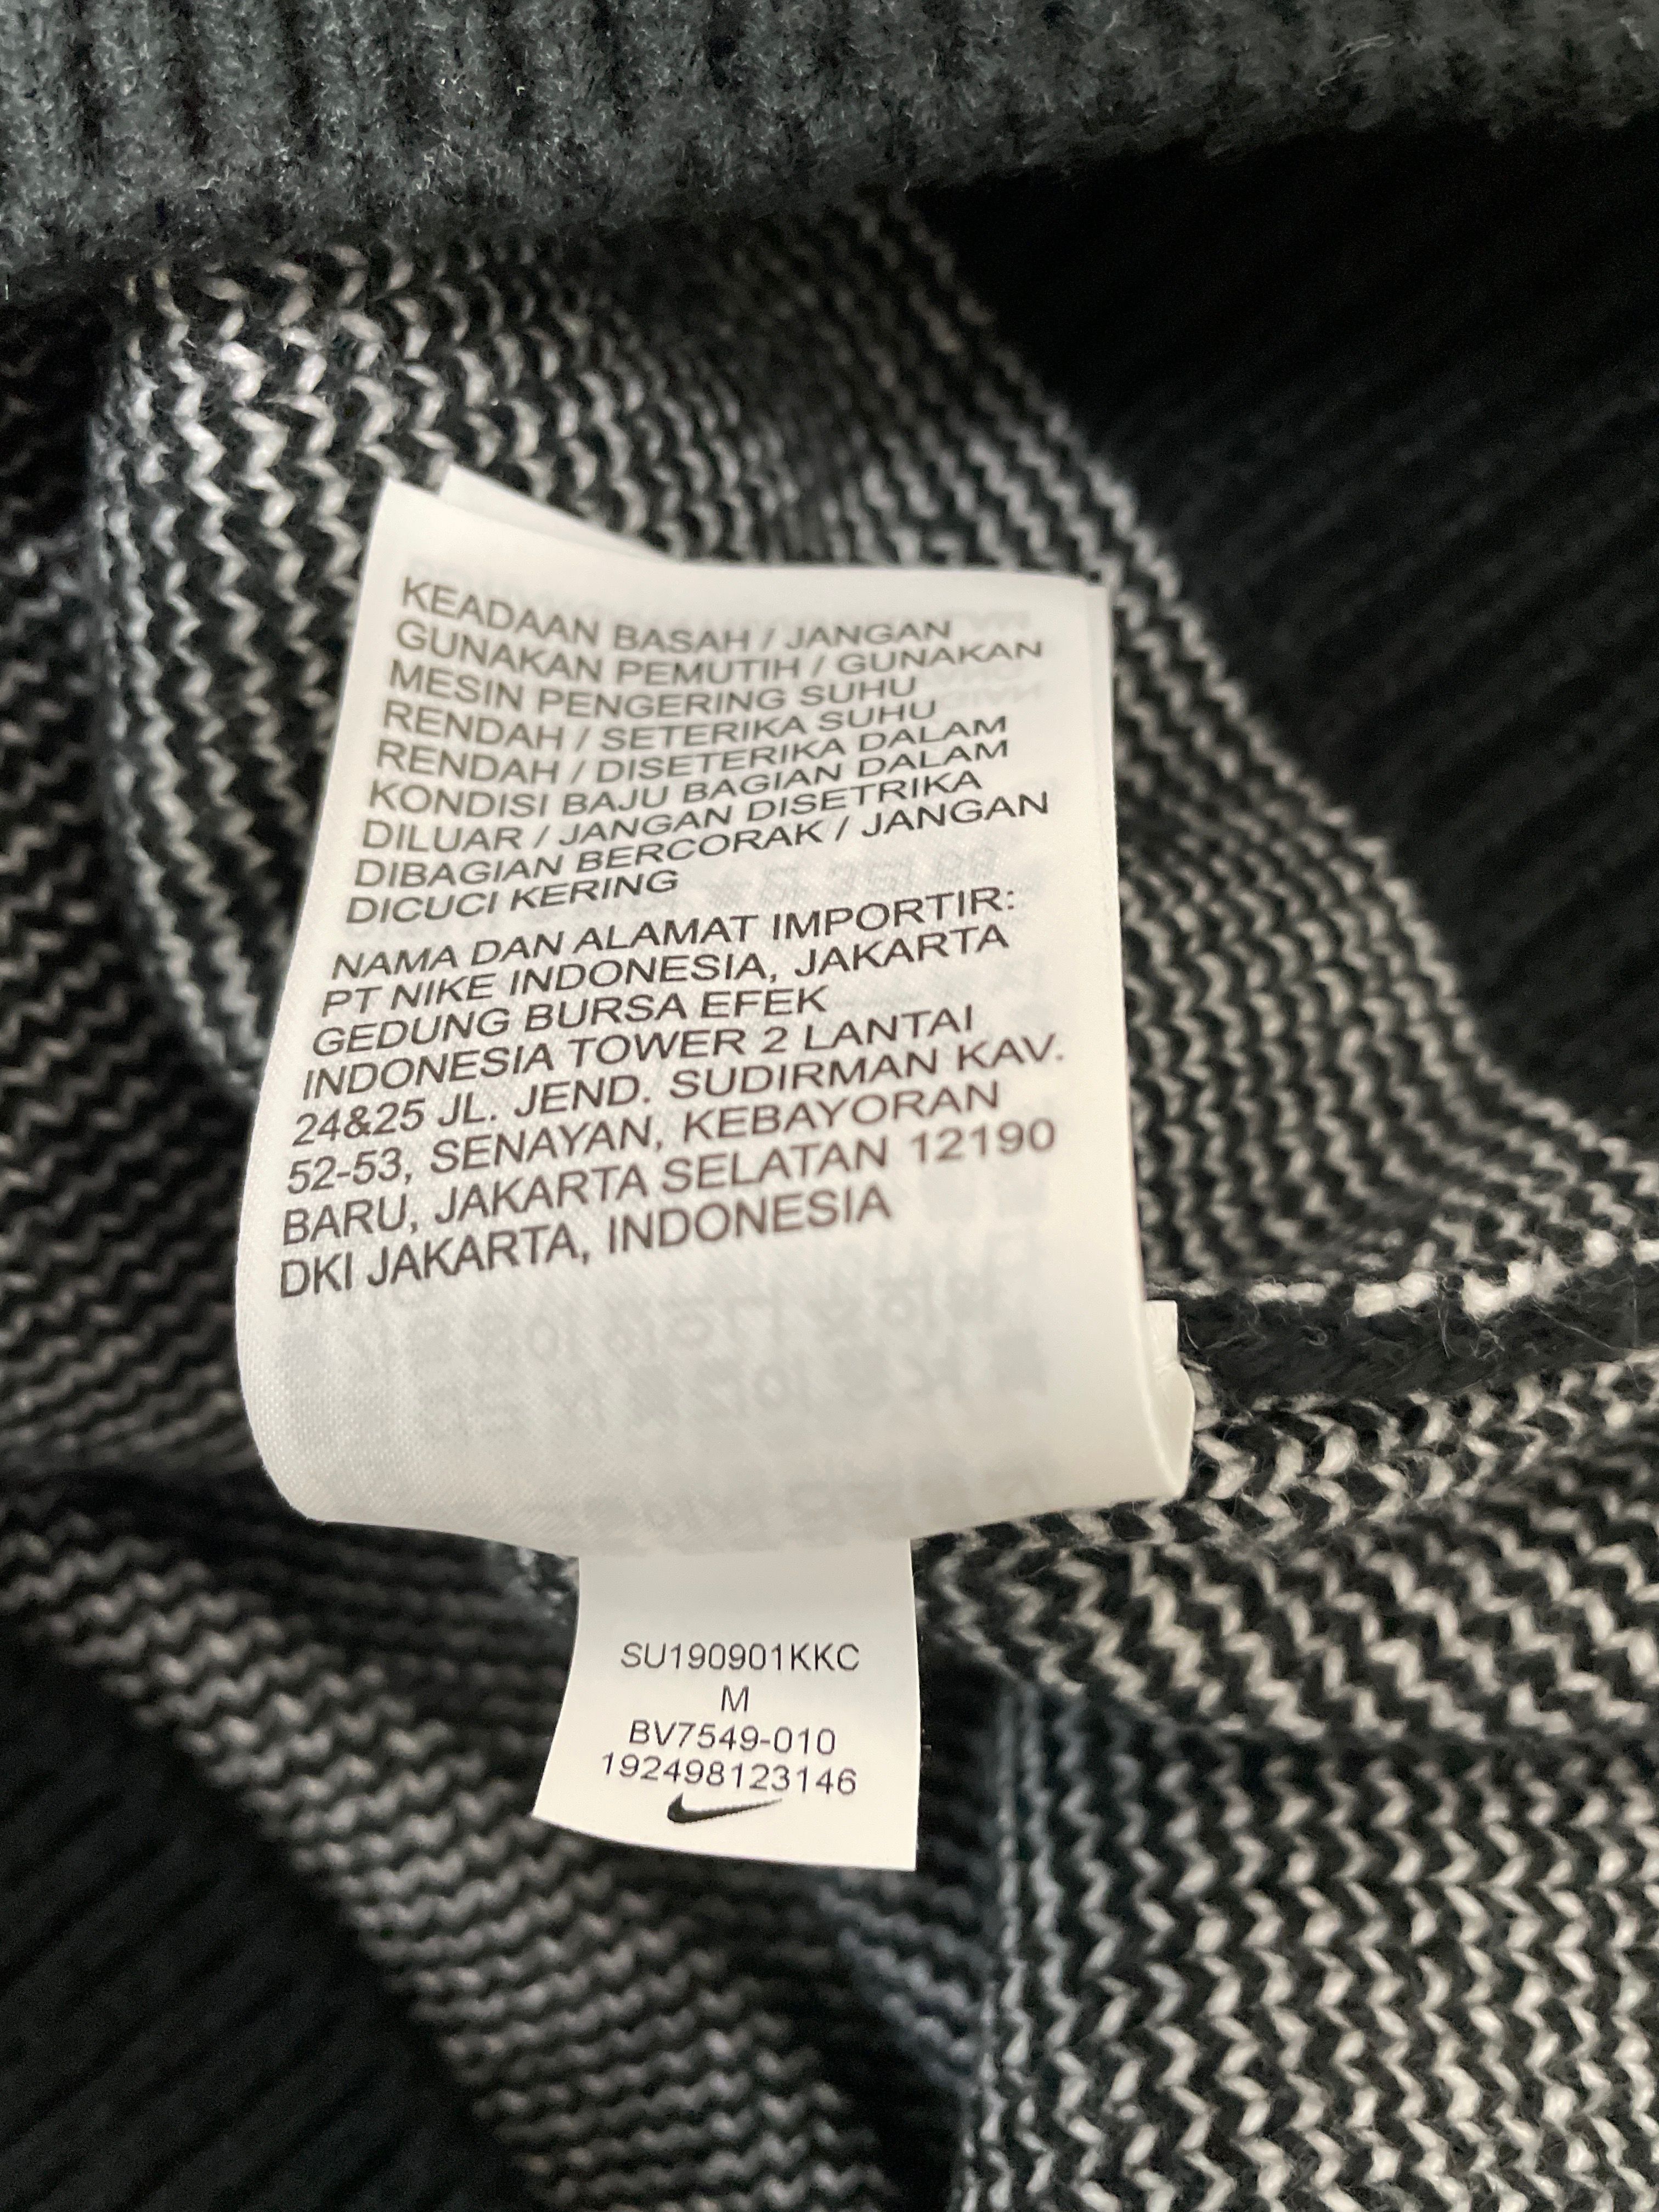 KEADAAN BASAH / JANGAN
GUNAKAN PEMUTIH / GUNAKAN
MESIN PENGERING SUHU
RENDAH / SETERIKA SUHU
RENDAH / DISETERIKA DALAM
KONDISI BAJU BAGIAN DALAM
DILUAR / JANGAN DISETRIKA
DIBAGIAN BERCORAK / JANGAN
DICUCI KERING
NAMA DAN ALAMAT IMPORTIR:
PT NIKE INDONESIA, JAKARTA
GEDUNG BURSA EFEK
INDONESIA TOWER 2 LANTAI
24&25 JL. JEND. SUDIRMAN KAV.
52-53, SENAYAN, KEBAYORAN
BARU, JAKARTA SELATAN 12190
DKI JAKARTA, INDONESIA
SU190901KKC
M
BV7549-010
192498123146